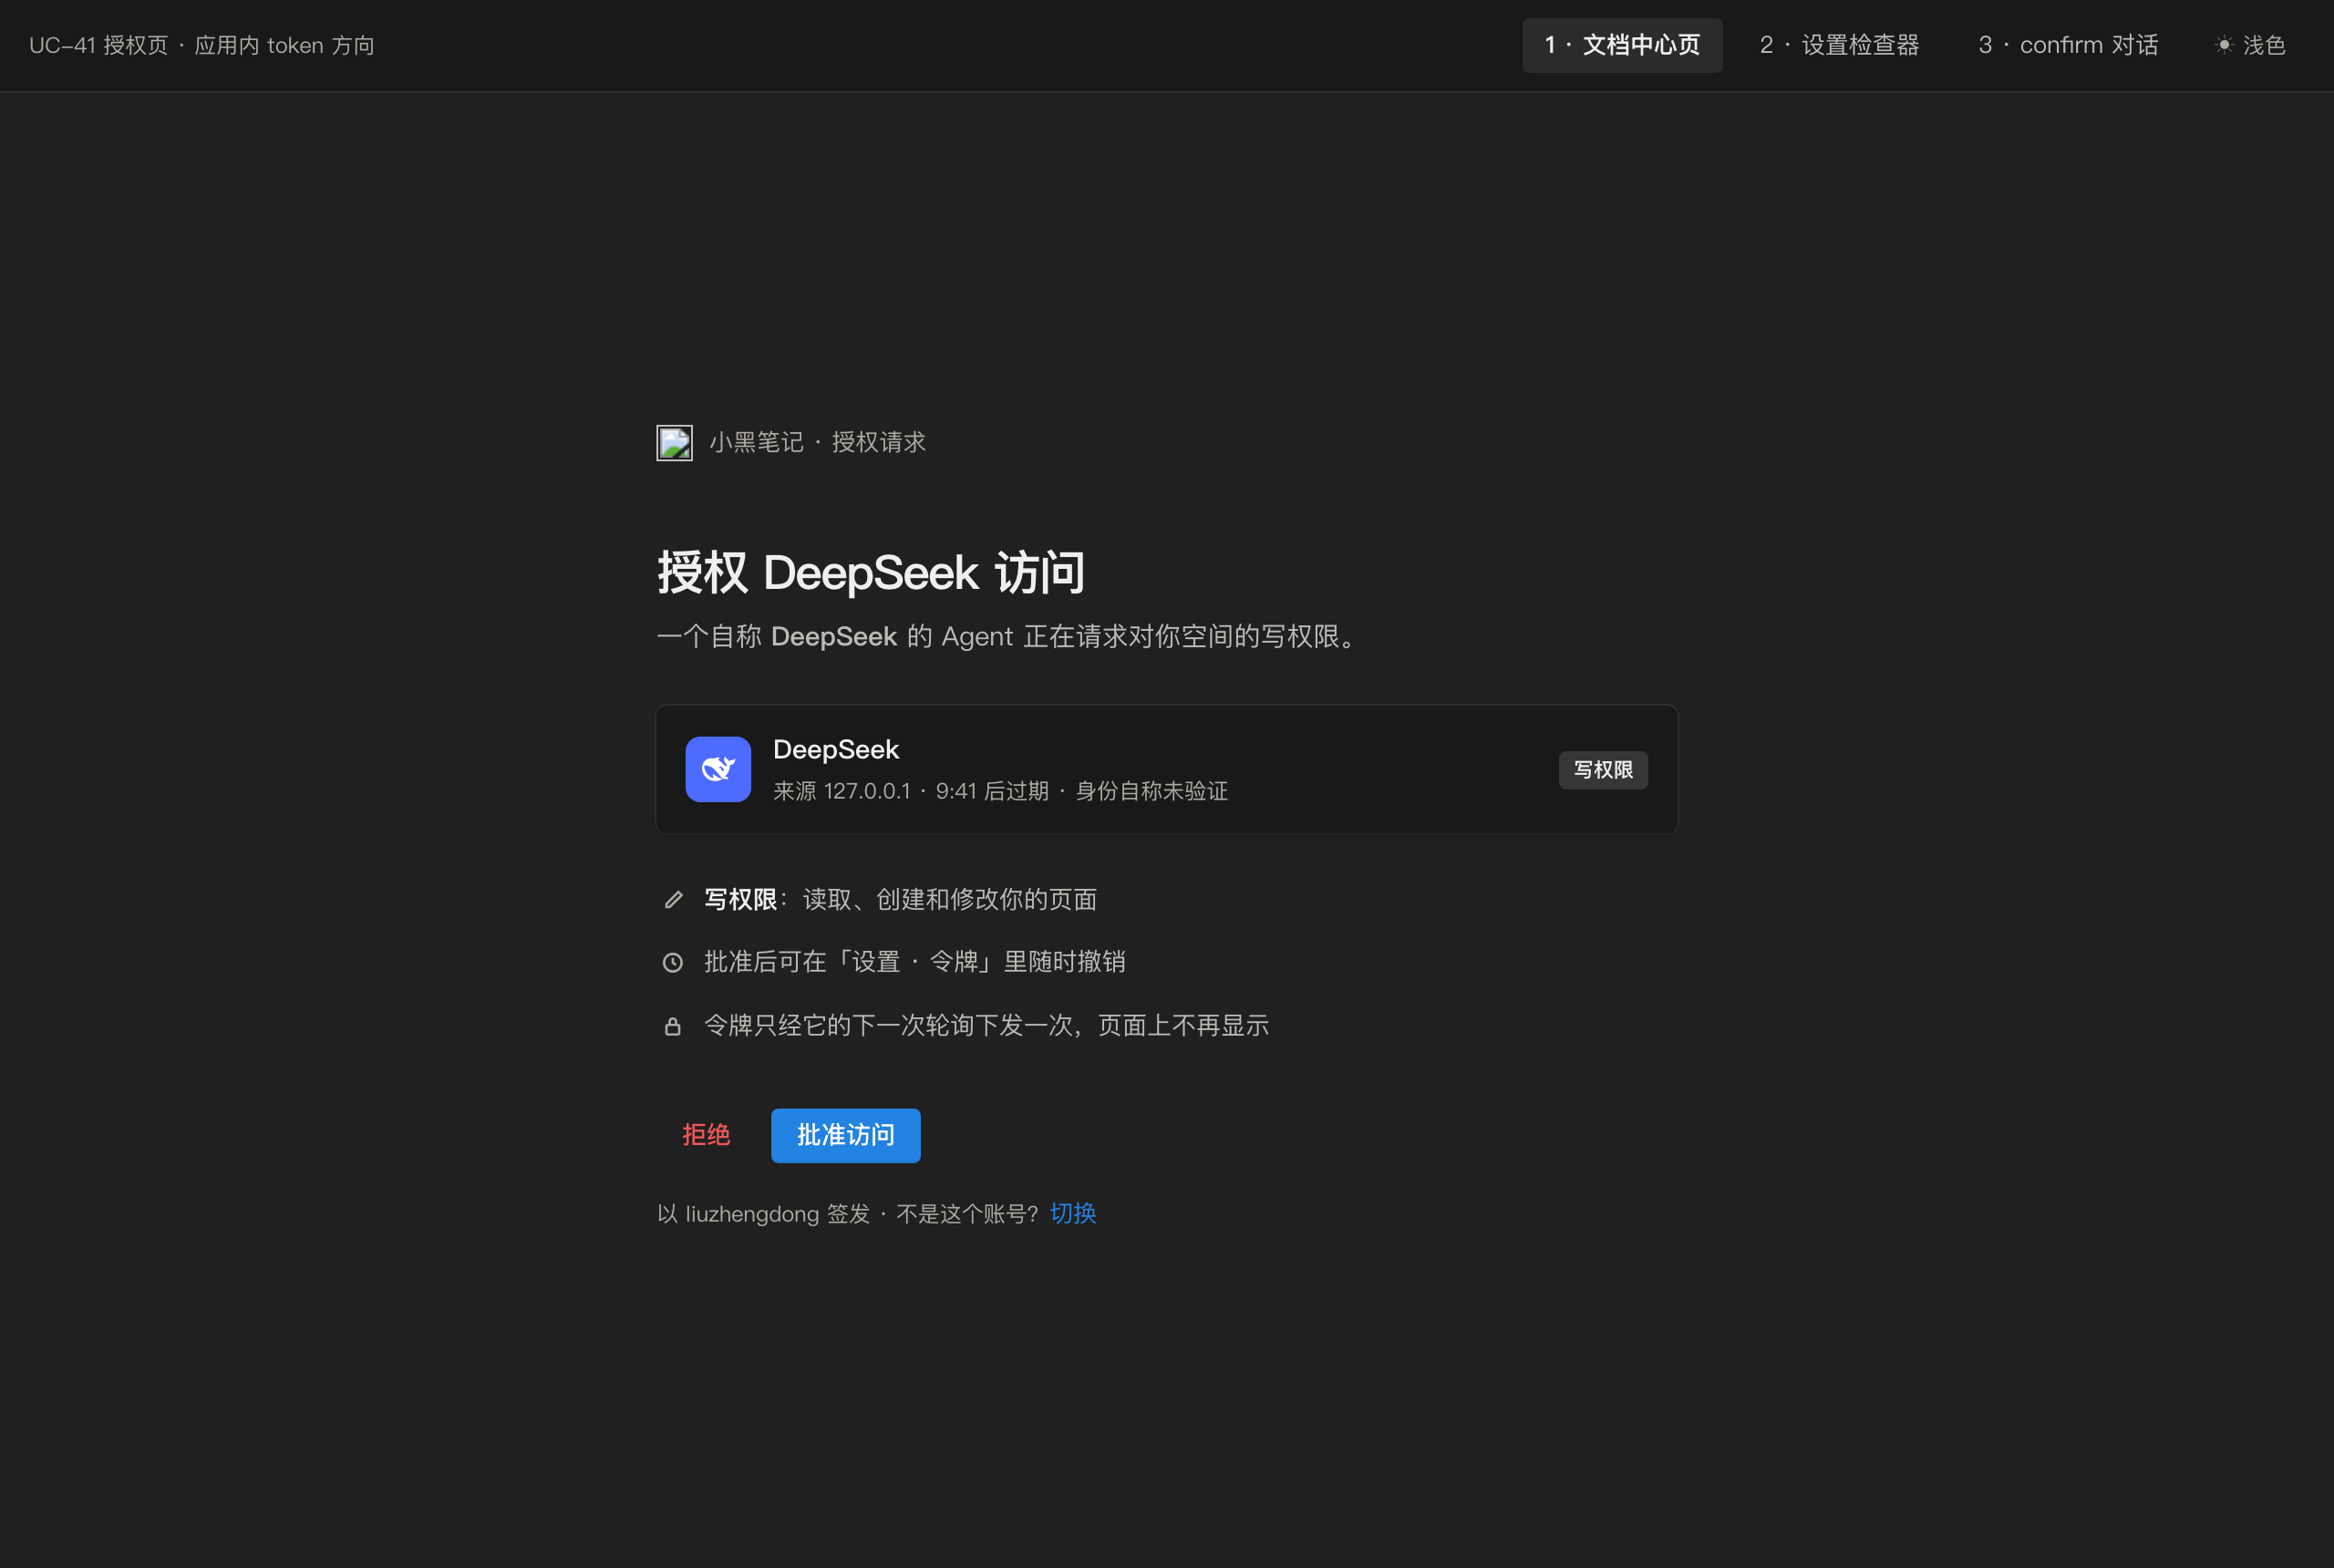 UC-41 授权页 · 应用内 token 方向
1 · 文档中心页
2 · 设置检查器
3 · confirm 对话
☀ 浅色
小黑笔记 · 授权请求
授权 DeepSeek 访问
一个自称 DeepSeek 的 Agent 正在请求对你空间的写权限。
DeepSeek
来源 127.0.0.1 · 9:41 后过期 · 身份自称未验证
写权限
写权限：读取、创建和修改你的页面
批准后可在「设置 · 令牌」里随时撤销
令牌只经它的下一次轮询下发一次，页面上不再显示
拒绝
批准访问
以 liuzhengdong 签发 · 不是这个账号？切换